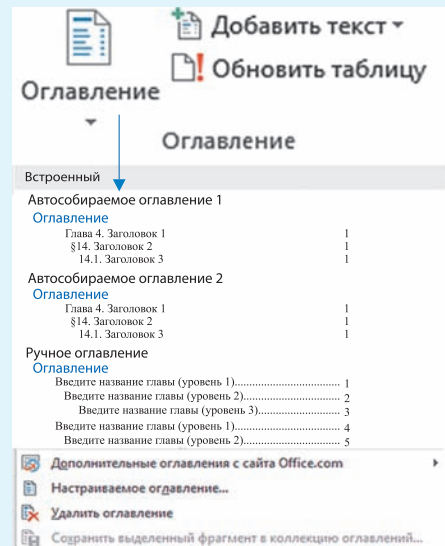 Добавить текст
Обновить таблицу
Оглавление
Оглавление
Встроенный
Автособираемое оглавление 1
Оглавление
Глава 4. Заголовок 1 1
§14. Заголовок 2 1
14.1. Заголовок 3 1
Автособираемое оглавление 2
Оглавление
Глава 4. Заголовок 1 1
§14. Заголовок 2 1
14.1. Заголовок 3 1
Ручное оглавление
Оглавление
Введите название главы (уровень 1)................................... 1
Введите название главы (уровень 2)................................ 2
Введите название главы (уровень 3)........................... 3
Введите название главы (уровень 1)................................... 4
Введите название главы (уровень 2)................................ 5
Дополнительные оглавления с сайта Office.com
Настраиваемое оглавление...
Удалить оглавление
Сохранить выделенный фрагмент в коллекцию оглавлений...